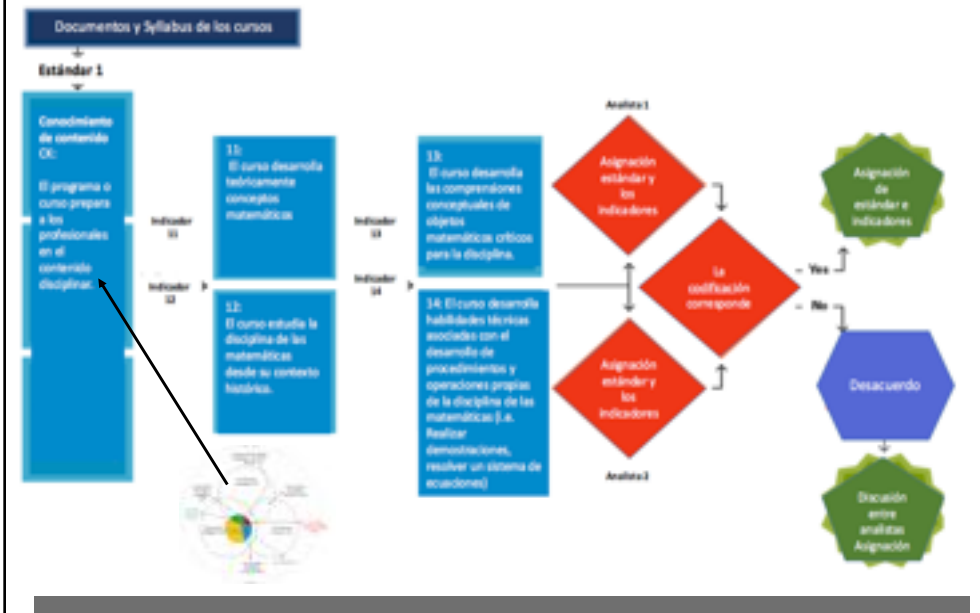 Documentos y Syllabus de los cursos
Estándar 1
Conocimiento
de contenido
CK:
El programa o
curso prepara
a los
profesionales
en el
contenido
disciplinar.
Indicador
11
Indicador
12
11:
El curso desarrolla
teóricamente
conceptos
matemáticos
12:
El curso estudia la
disciplina de las
matemáticas
desde su contexto
histórico.
Indicador
13
Indicador
14
13:
El curso desarrolla
las comprensiones
conceptuales de
objetos
matemáticos críticos
para la disciplina.
14: El curso desarrolla
habilidades técnicas
asociadas con el
desarrollo de
procedimientos y
operaciones propias
de la disciplina de las
matemáticas (i.e.
Realizar
demostraciones,
resolver un sistema de
ecuaciones)
Analista 1
Asignación
estándar y
los
indicadores
Asignación
estándar y
los
indicadores
Analista 2
La
codificación
corresponde
Yes
No
Asignación
de
estándar e
indicadores
Desacuerdo
Discusión
entre
analistas
Asignación